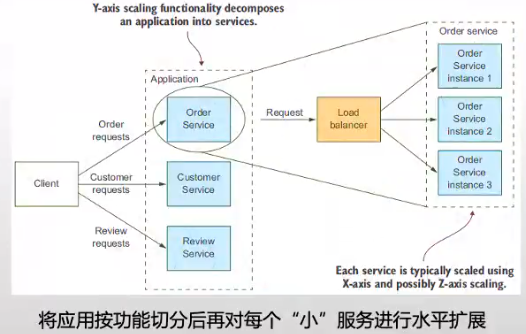 Y-axis scaling functionality decomposes
an application into services.
Application
Order service
Order
requests
Customer
requests
Review
requests
Client
Order
Service
Customer
Service
Review
Service
Request
Load
balancer
Order
Service
instance 1
Order
Service
instance 2
Order
Service
instance 3
Each service is typically scaled using
X-axis and possibly Z-axis scaling.
将应用按功能切分后再对每个“小”服务进行水平扩展